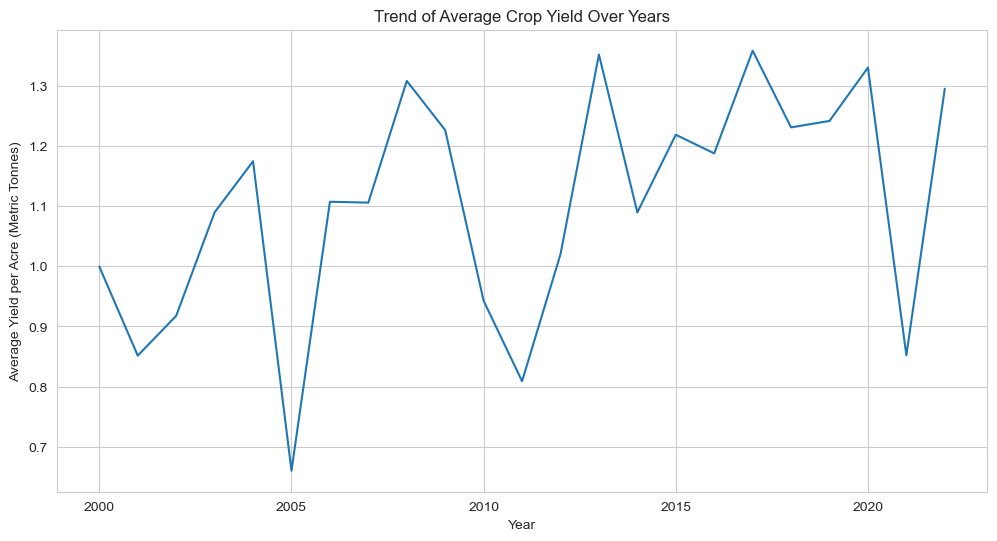 Trend of Average Crop Yield Over Years
Average Yield per Acre (Metric Tonnes)
1.3
1.2
1.1
1.0
0.9
0.8
0.7
2000 2005 2010 2015 2020
Year